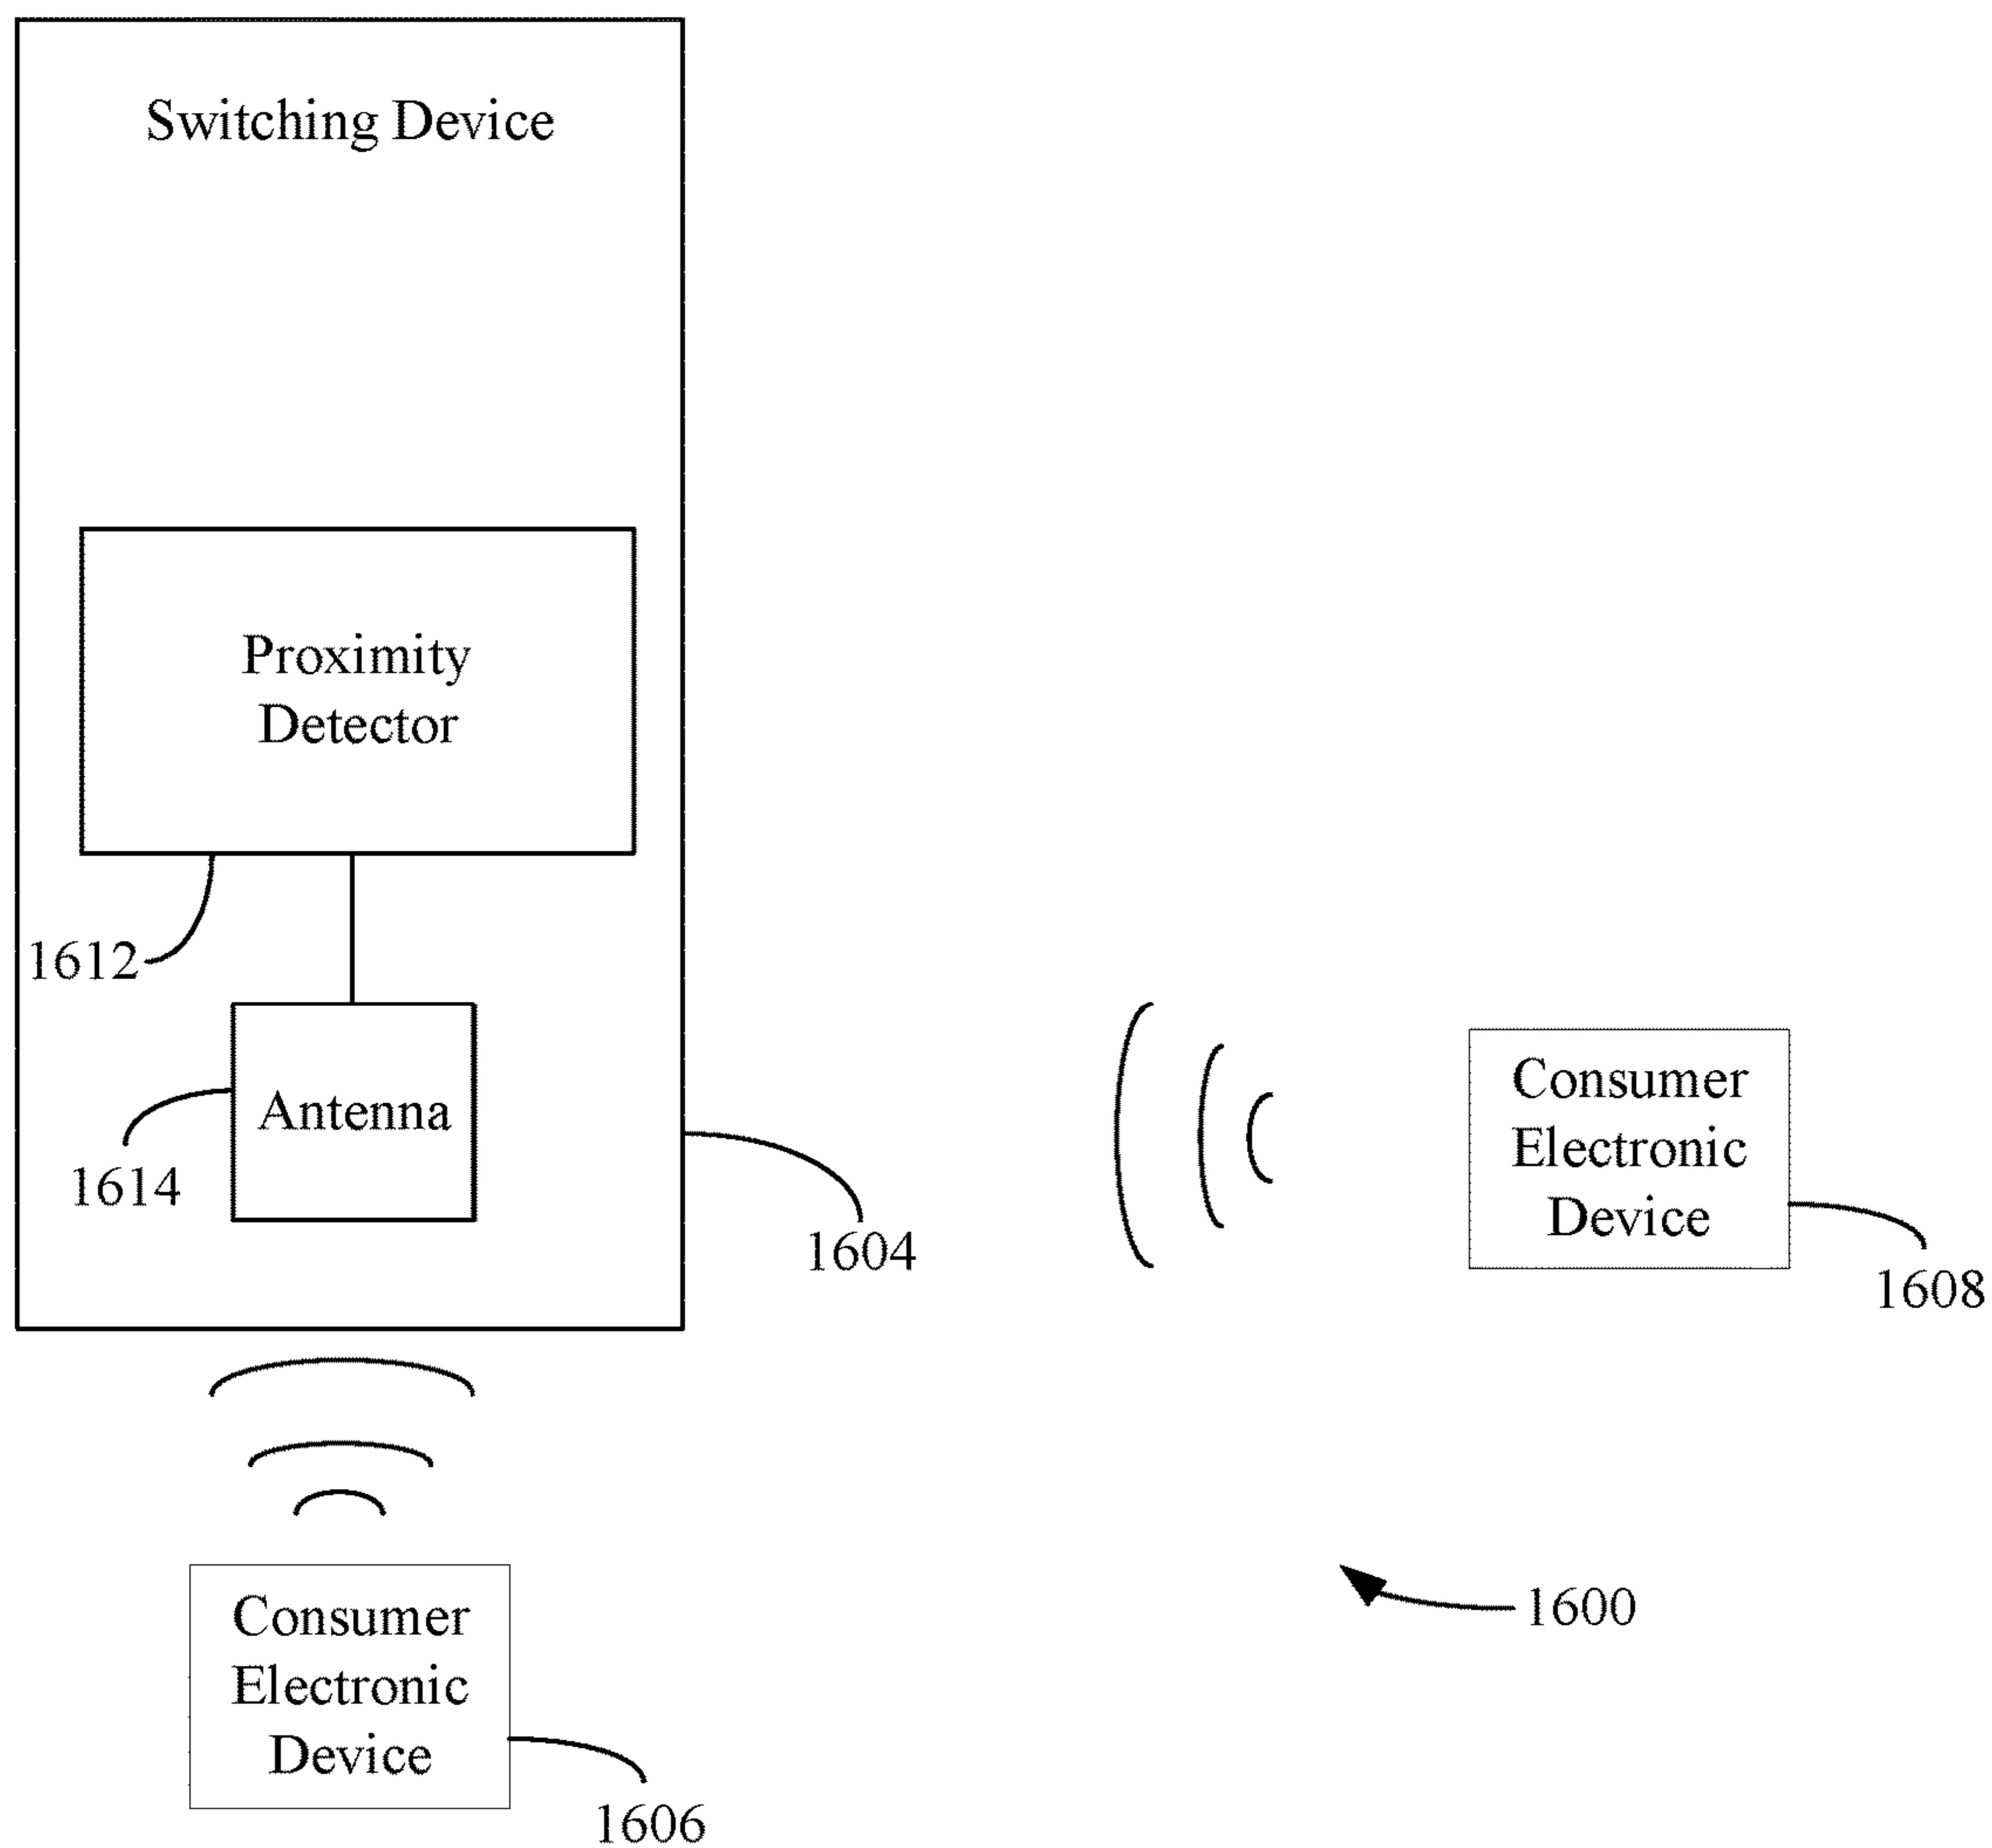 Switching Device
Proximity
Detector
1612
Antenna
1614
1604
Consumer
Electronic
Device
1608
1600
Consumer
Electronic
Device
1606